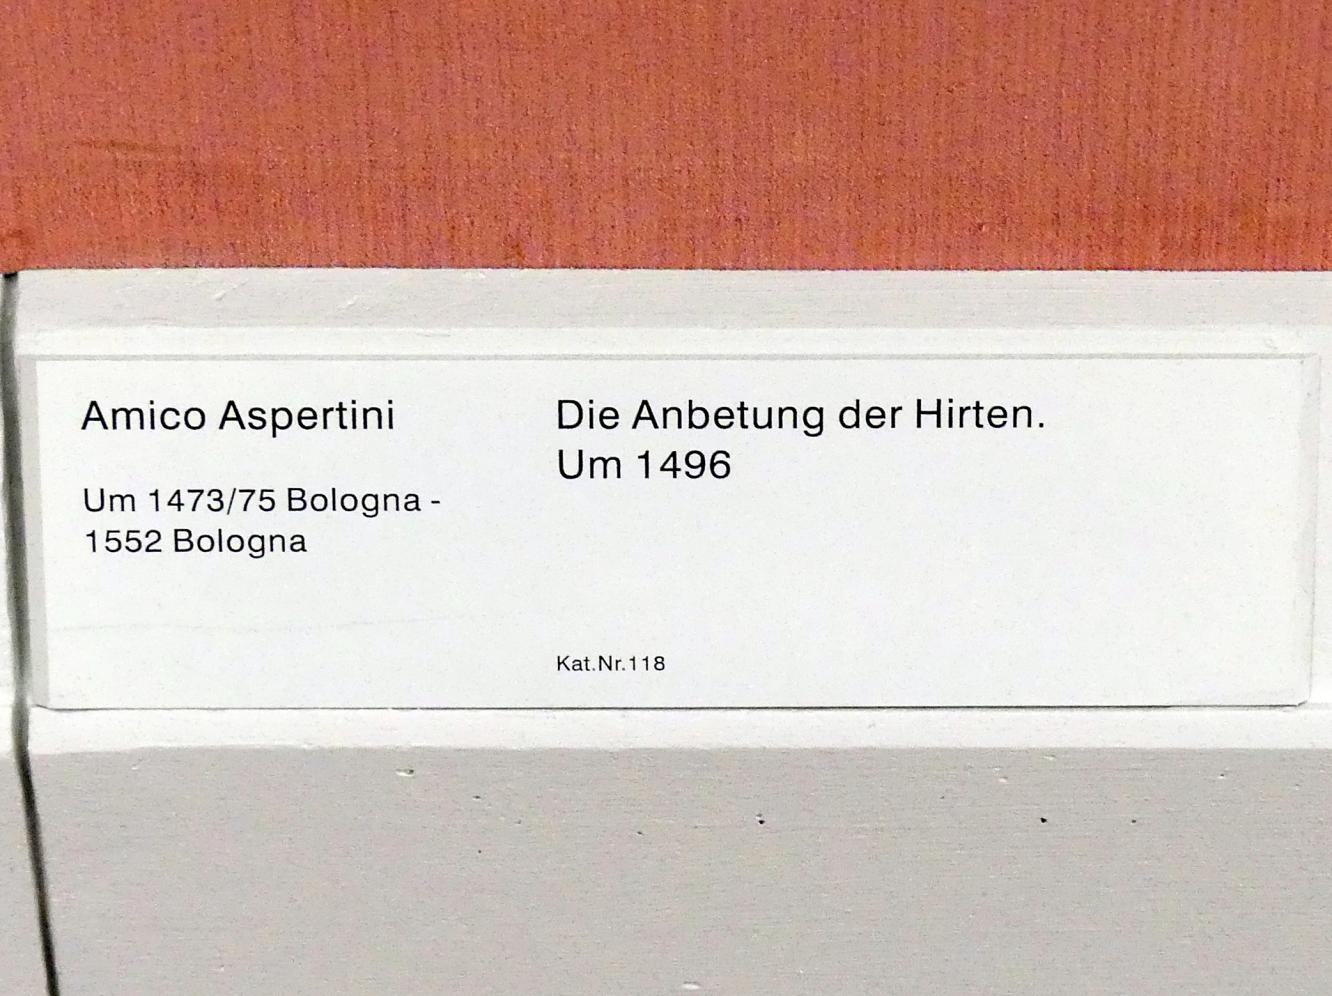 Amico Aspertini
Um 1473/75 Bologna -
1552 Bologna
Die Anbetung der Hirten.
Um 1496
Kat.Nr.118